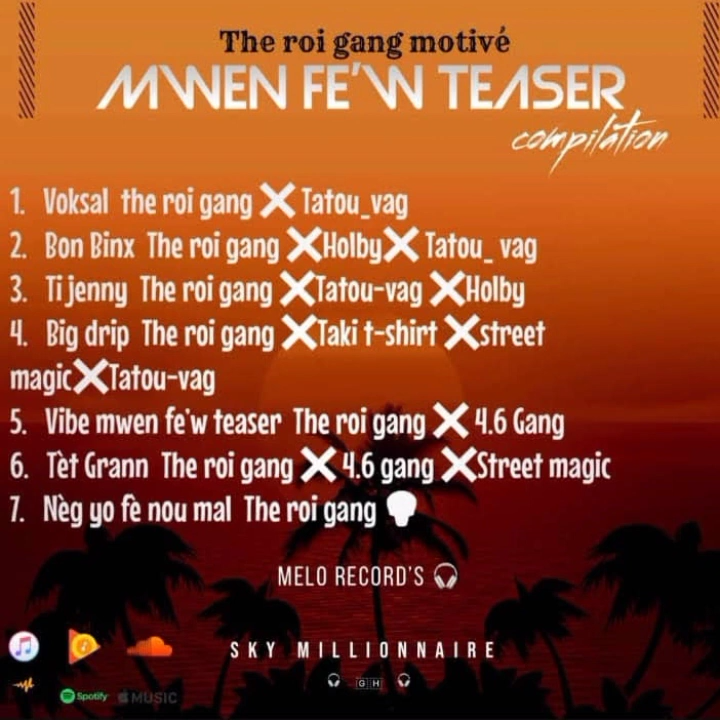 The roi gang motivé
MWEN FE'W TEASER
compilation
1. Voksal the roi gang ❌ Tatou_vag
2. Bon Binx The roi gang ❌Holby❌ Tatou_ vag
3. Ti jenny The roi gang ❌Tatou-vag ❌Holby
4. Big drip The roi gang ❌Taki t-shirt ❌street
magic❌Tatou-vag
5. Vibe mwen fe'w teaser The roi gang ❌ 4.6 Gang
6. Tèt Grann The roi gang ❌ 4.6 gang ❌Street magic
7. Nèg yo fè nou mal The roi gang
MELO RECORD'S 🎧
SKY MILLIONNAIRE
🎧 GH 🎧
Spotify MUSIC